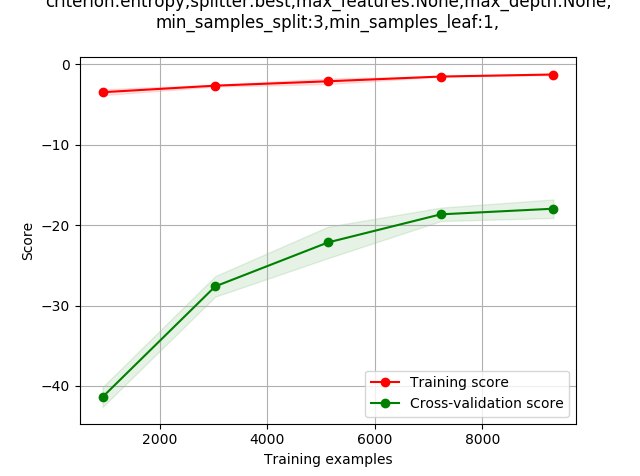 criterion:entropy,splitter:best,max_features:None,max_depth:None,
min_samples_split:3,min_samples_leaf:1,
0
−10
−20
−30
−40
Score
2000 4000 6000 8000
Training examples
Training score
Cross-validation score